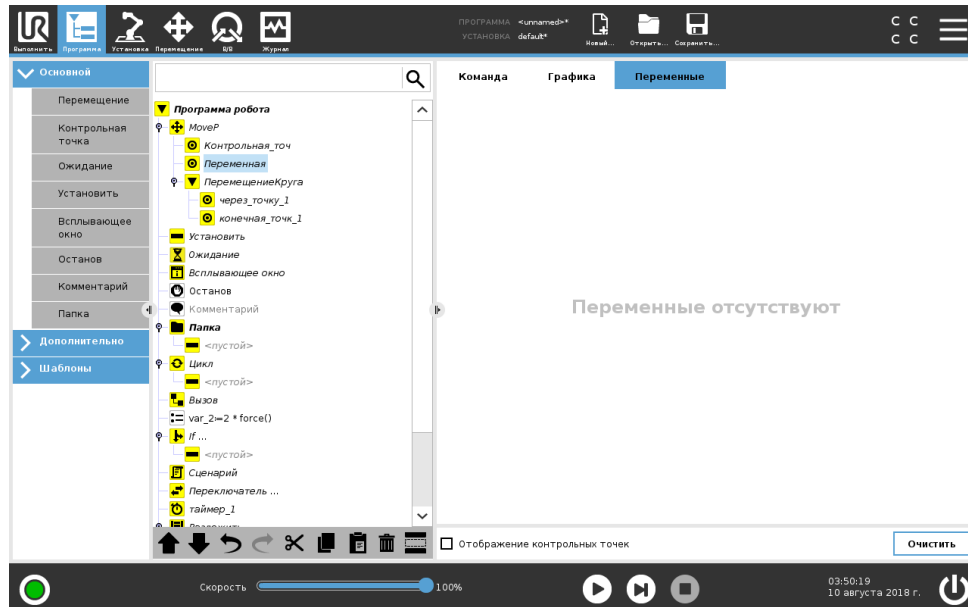 UR
Выполнить
Программа
Установка
Перемещение
В/В
Журнал
ПРОГРАММА <unnamed>*
УСТАНОВКА default*
Новый...
Открыть...
Сохранить...
C C
C C
Основной
Перемещение
Контрольная
точка
Ожидание
Установить
Всплывающее
окно
Останов
Комментарий
Папка
Дополнительно
Шаблоны
Программа робота
MoveP
Контрольная_точ
Переменная
ПеремещениеКруга
через_точку_1
конечная_точк_1
Установить
Ожидание
Всплывающее окно
Останов
Комментарий
Папка
<пустой>
Цикл
<пустой>
Вызов
var_2≔2 * force()
If ...
<пустой>
Сценарий
Переключатель ...
таймер_1
Команда
Графика
Переменные
Переменные отсутствуют
Отображение контрольных точек
Очистить
Скорость
100%
03:50:19
10 августа 2018 г.